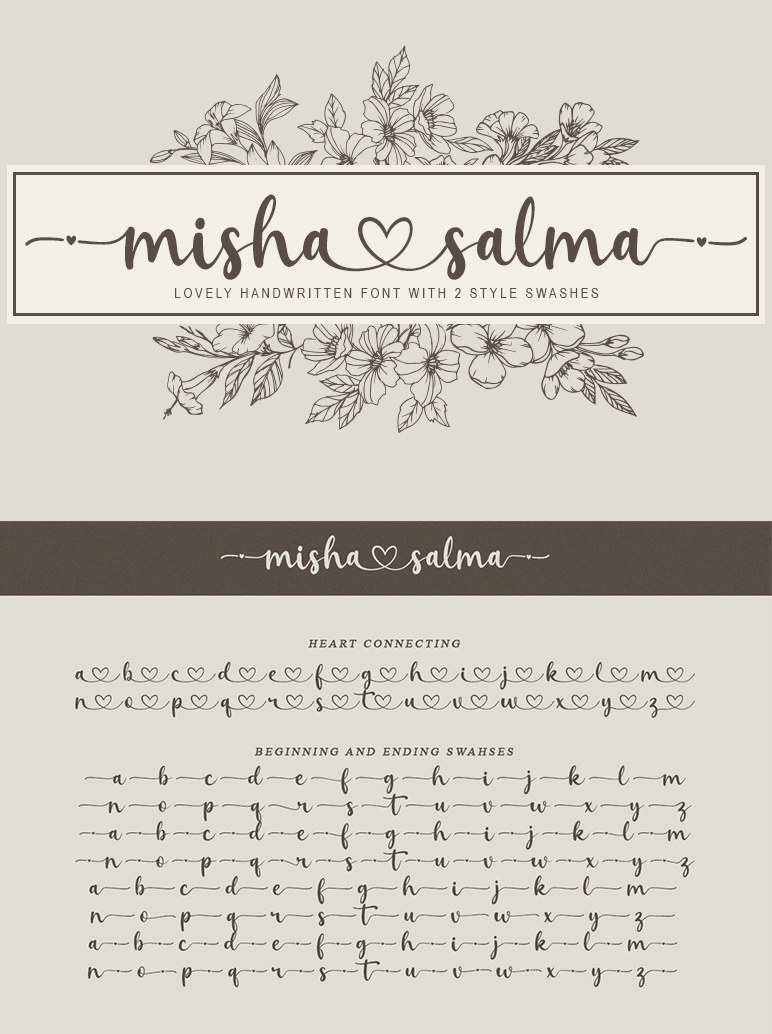 misha salma
LOVELY HANDWRITTEN FONT WITH 2 STYLE SWASHES
misha salma
HEART CONNECTING
a b c d e f g h i j k l m
n o p q r s t u v w x y z
BEGINNING AND ENDING SWAHSES
a b c d e f g h i j k l m
n o p q r s t u v w x y z
a b c d e f g h i j k l m
n o p q r s t u v w x y z
a b c d e f g h i j k l m
n o p q r s t u v w x y z
a b c d e f g h i j k l m
n o p q r s t u v w x y z